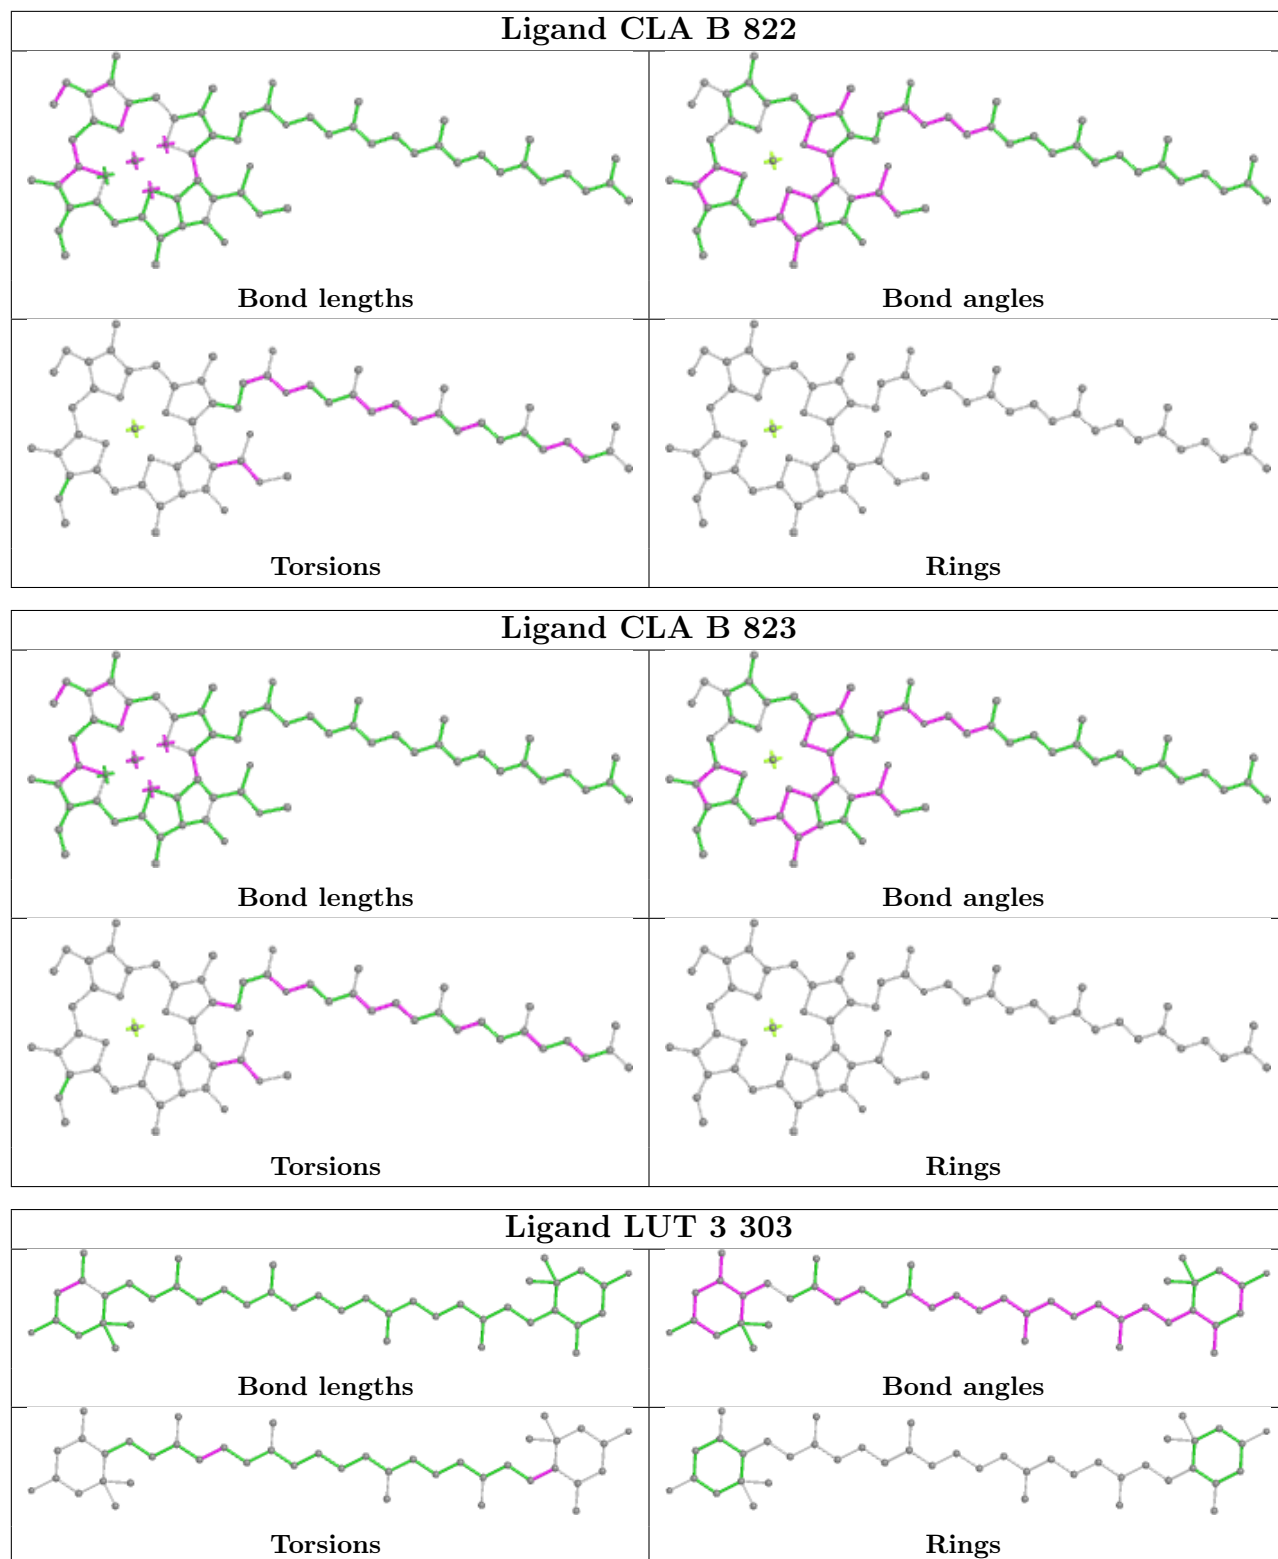 Ligand CLA B 822
Bond lengths
Bond angles
Torsions
Rings
Ligand CLA B 823
Bond lengths
Bond angles
Torsions
Rings
Ligand LUT 3 303
Bond lengths
Bond angles
Torsions
Rings